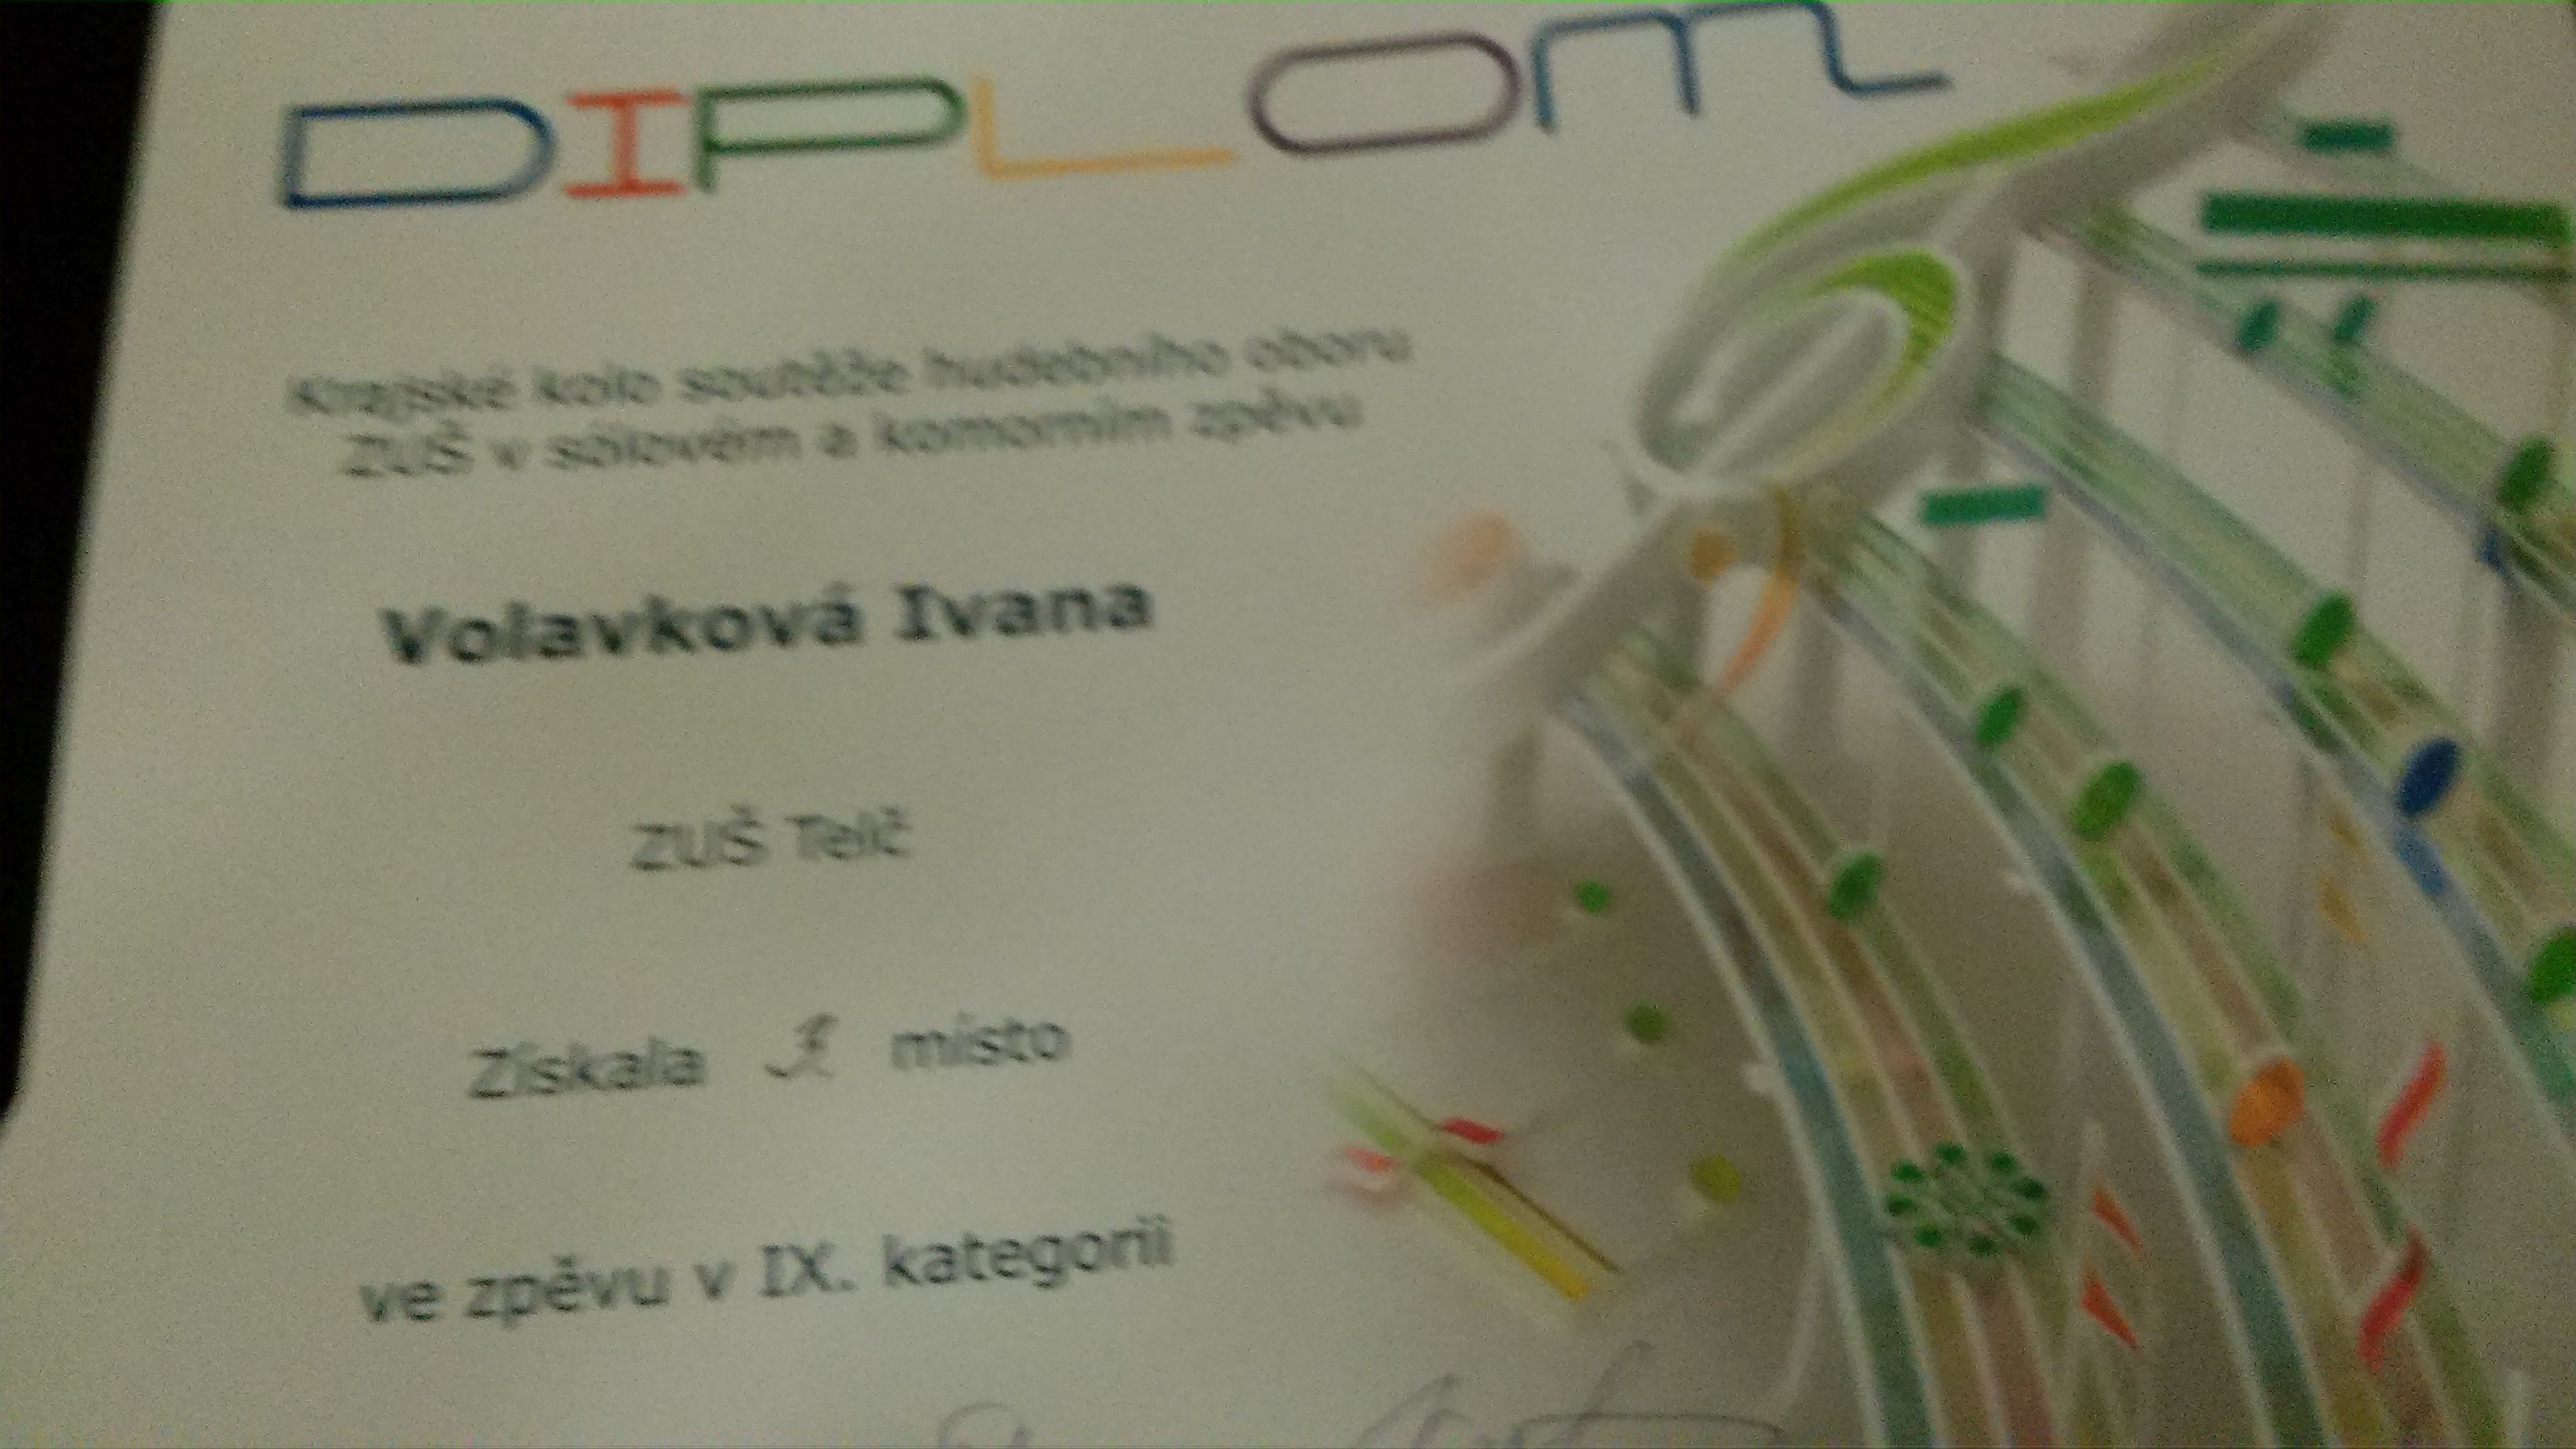 DIPLOM
Krajské kolo soutěže hudebního oboru
ZUŠ v sólovém a komorním zpěvu
Volavková Ivana
ZUŠ Telč
Získala 3. místo
ve zpěvu v IX. kategorii